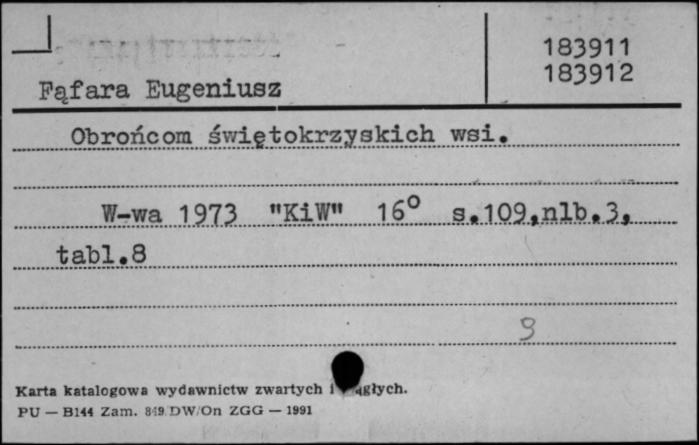 183911
183912
Fąfara Eugeniusz
Obrońcom świętokrzyskich wsi.
W-wa 1973 "KiW" 16° s.109,nlb.3,
tabl.8
9
Karta katalogowa wydawnictw zwartych i
PU — B144 Zam. 849/DW/On ZGG — 1991